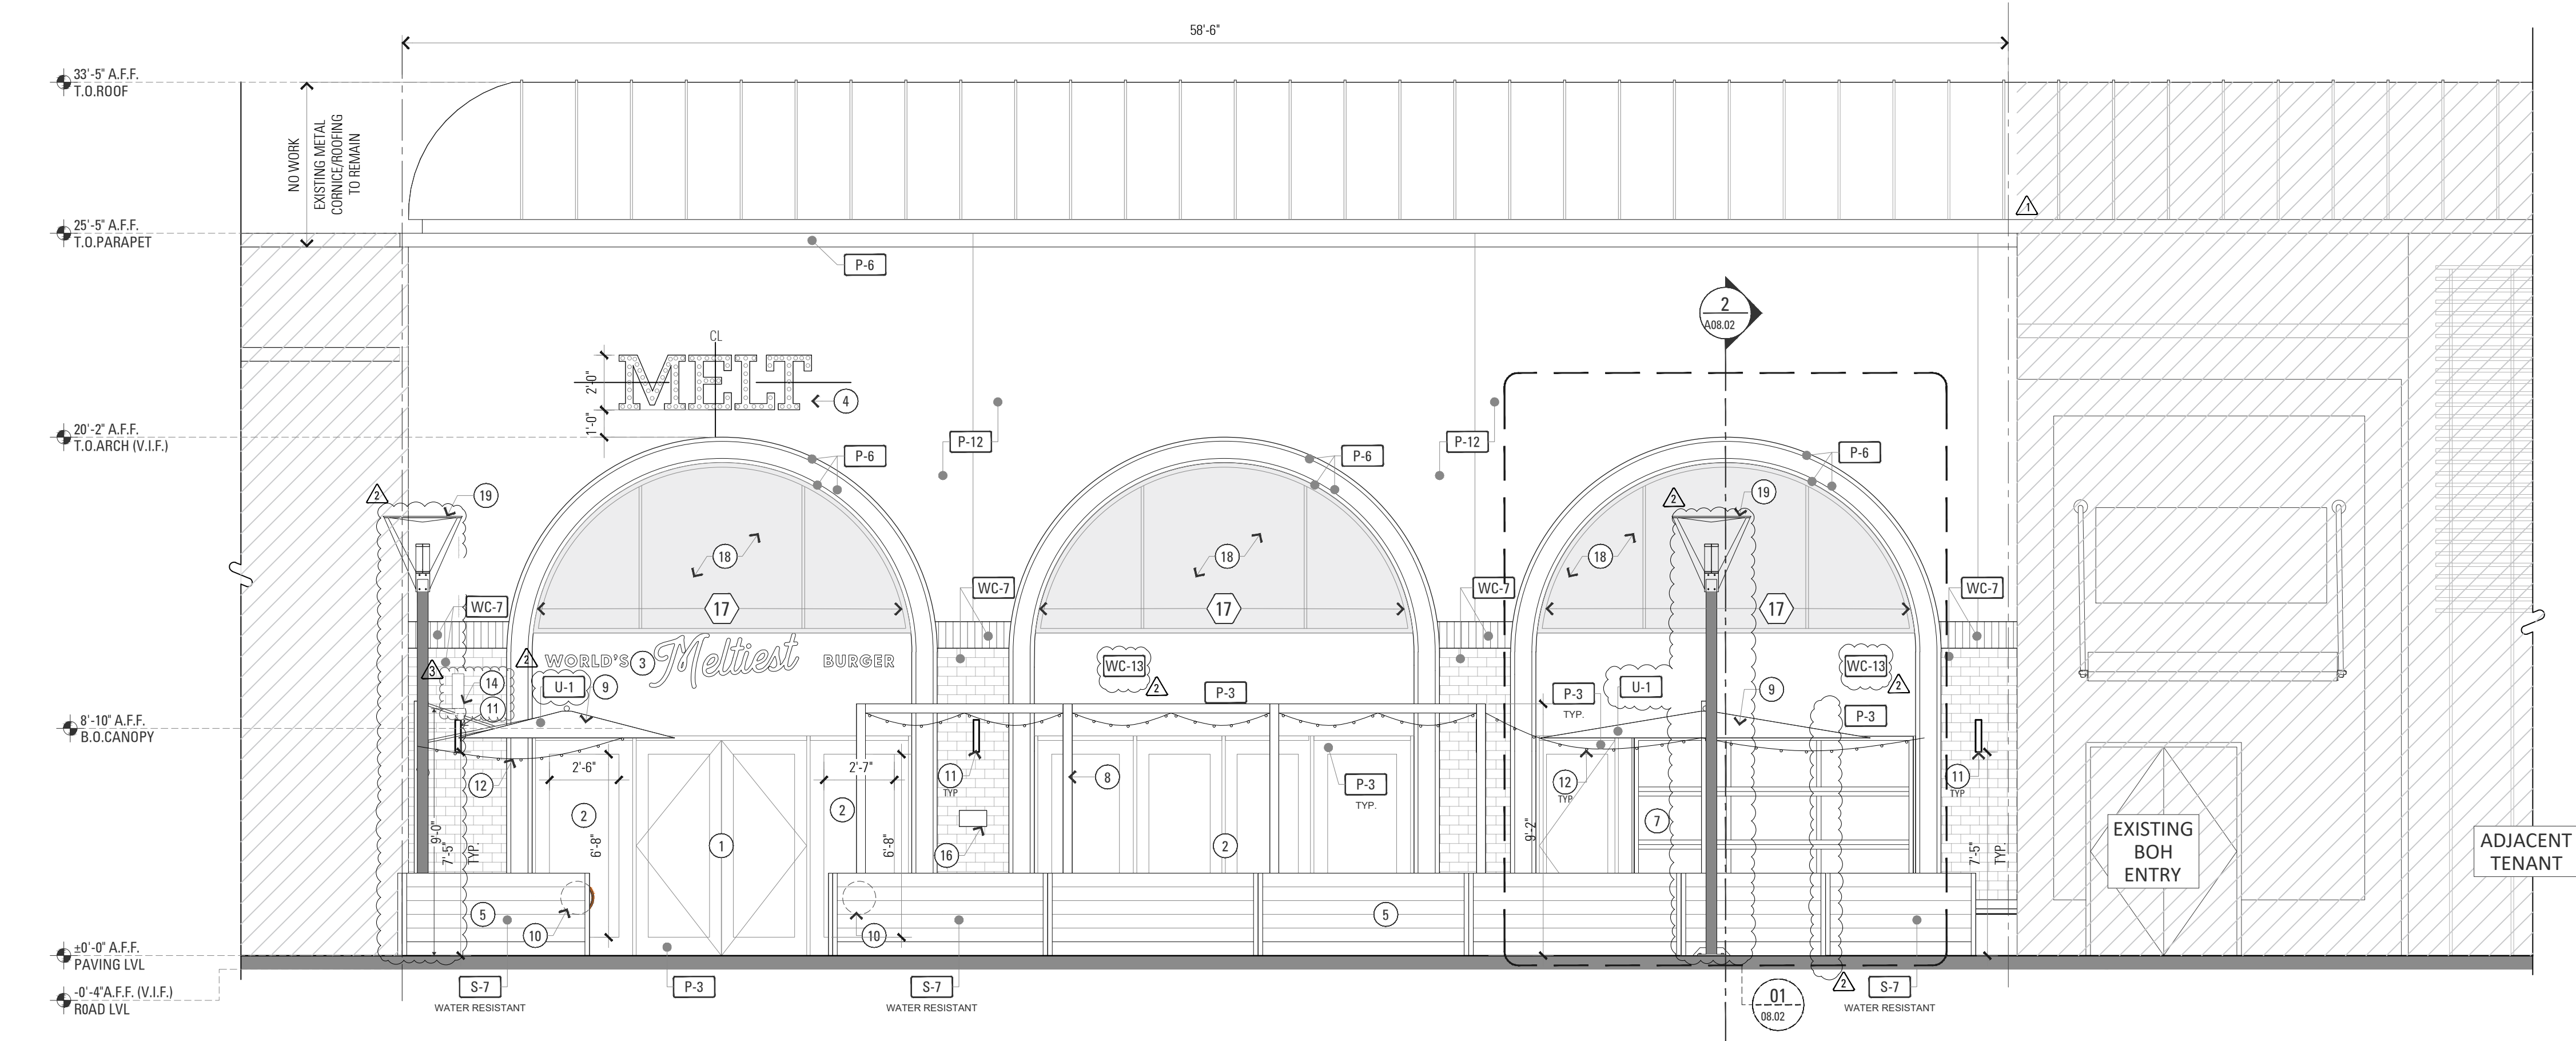 58'-6"
33'-5" A.F.F.
T.O.ROOF
NO WORK
EXISTING METAL
CORNICE/ROOFING
TO REMAIN
1
25'-5" A.F.F.
T.O.PARAPET
P-6
2
A08.02
CL
MELT
2'-0"
4
1'-0"
20'-2" A.F.F.
T.O.ARCH (V.I.F.)
P-12
P-12
P-6
P-6
P-6
2
19
2
19
18
18
18
WC-7
WC-7
WC-7
WC-7
17
17
17
3
2
WORLD'S
3
Meltiest
BURGER
WC-13
2
WC-13
2
14
U-1
9
P-3
P-3
TYP.
U-1
9
11
P-3
8'-10" A.F.F.
B.O.CANOPY
12
2'-6"
2'-7"
11
TYP
8
P-3
TYP.
12
TYP
11
TYP
2
2
7
9'-0"
7'-5"
TYP.
6'-8"
1
6'-8"
16
2
9'-2"
7'-5"
TYP.
EXISTING
BOH
ENTRY
ADJACENT
TENANT
5
10
10
5
±0'-0" A.F.F.
PAVING LVL
-0'-4"A.F.F. (V.I.F.)
ROAD LVL
S-7
WATER RESISTANT
P-3
S-7
WATER RESISTANT
01
08.02
2
S-7
WATER RESISTANT